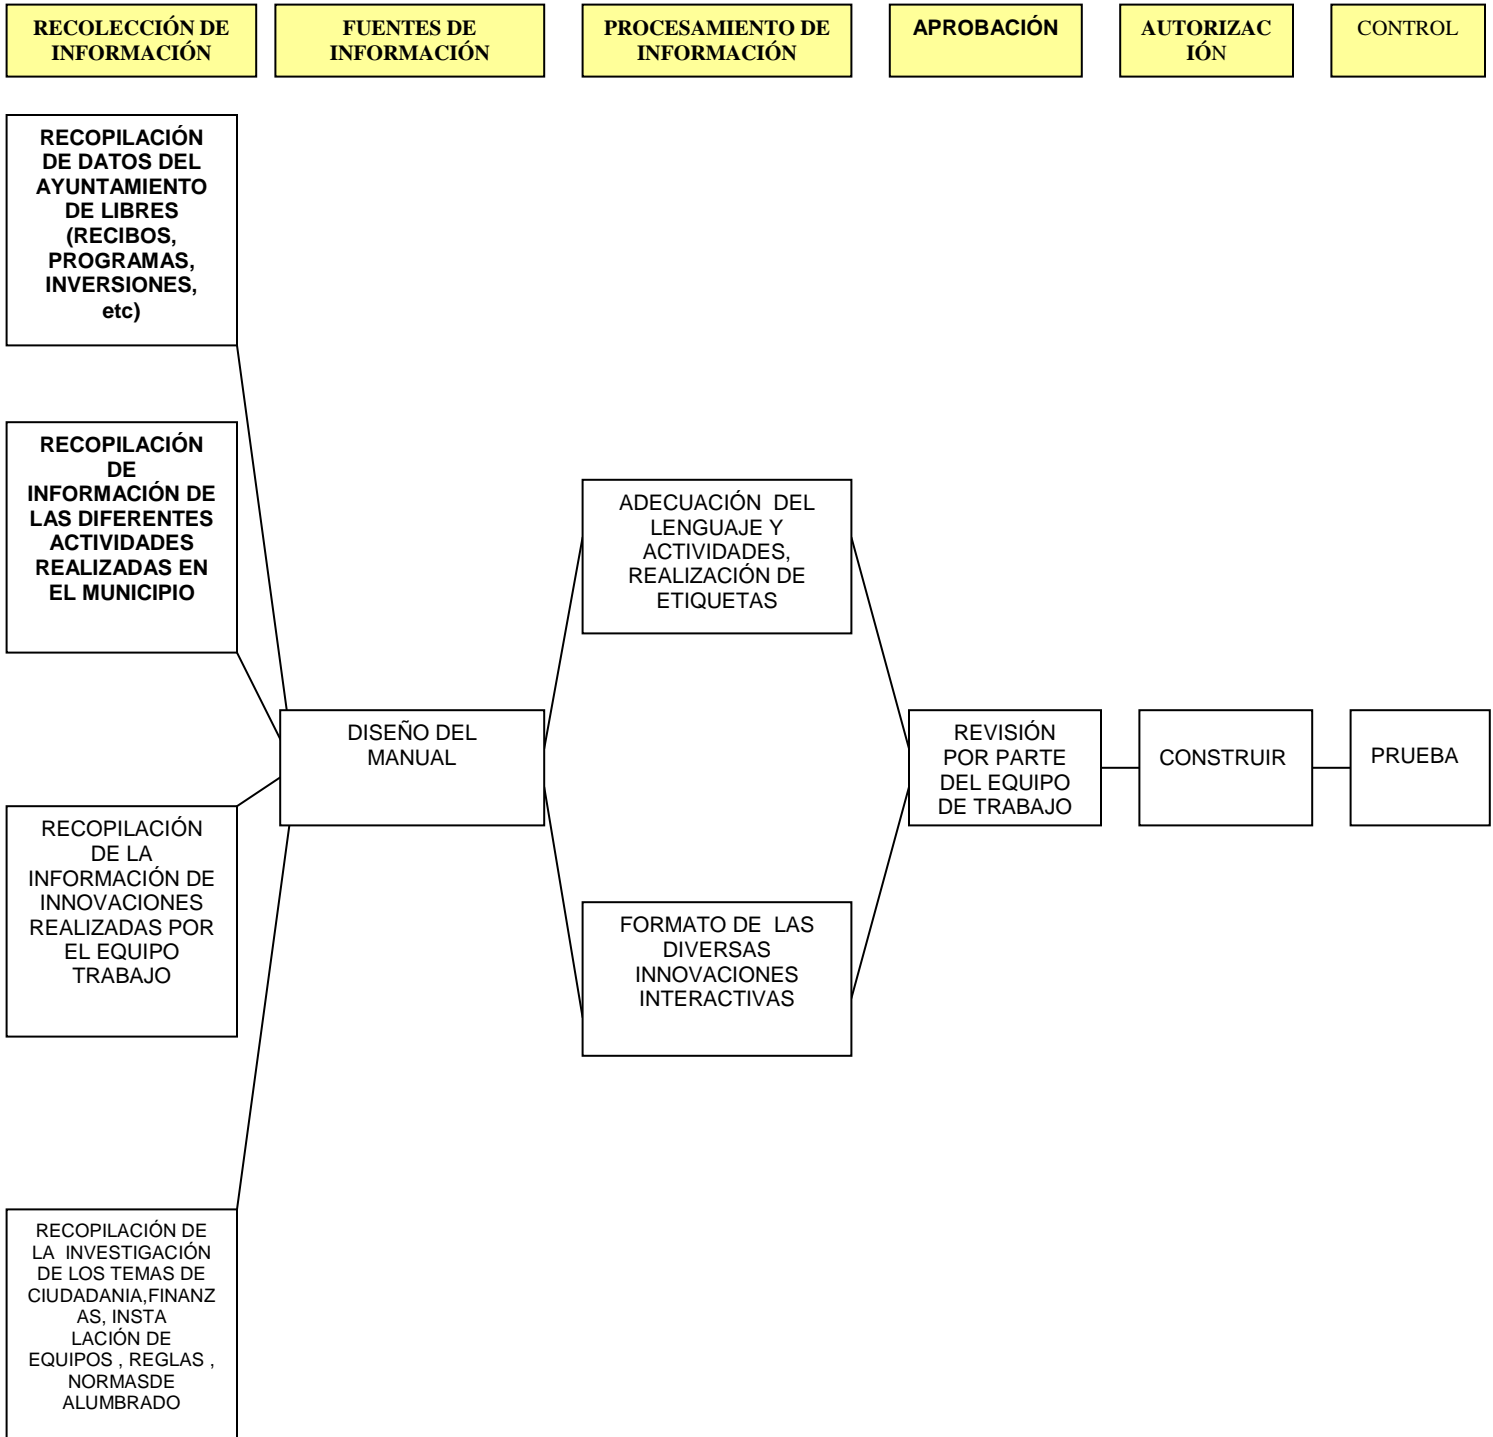 RECOLECCIÓN DE
INFORMACIÓN
FUENTES DE
INFORMACIÓN
PROCESAMIENTO DE
INFORMACIÓN
APROBACIÓN
AUTORIZAC
IÓN
CONTROL
RECOPILACIÓN
DE DATOS DEL
AYUNTAMIENTO
DE LIBRES
(RECIBOS,
PROGRAMAS,
INVERSIONES,
etc)
RECOPILACIÓN
DE
INFORMACIÓN DE
LAS DIFERENTES
ACTIVIDADES
REALIZADAS EN
EL MUNICIPIO
RECOPILACIÓN
DE LA
INFORMACIÓN DE
INNOVACIONES
REALIZADAS POR
EL EQUIPO
TRABAJO
RECOPILACIÓN DE
LA INVESTIGACIÓN
DE LOS TEMAS DE
CIUDADANIA,FINANZ
AS, INSTA
LACIÓN DE
EQUIPOS , REGLAS ,
NORMASDE
ALUMBRADO
DISEÑO DEL
MANUAL
ADECUACIÓN DEL
LENGUAJE Y
ACTIVIDADES,
REALIZACIÓN DE
ETIQUETAS
FORMATO DE LAS
DIVERSAS
INNOVACIONES
INTERACTIVAS
REVISIÓN
POR PARTE
DEL EQUIPO
DE TRABAJO
CONSTRUIR
PRUEBA